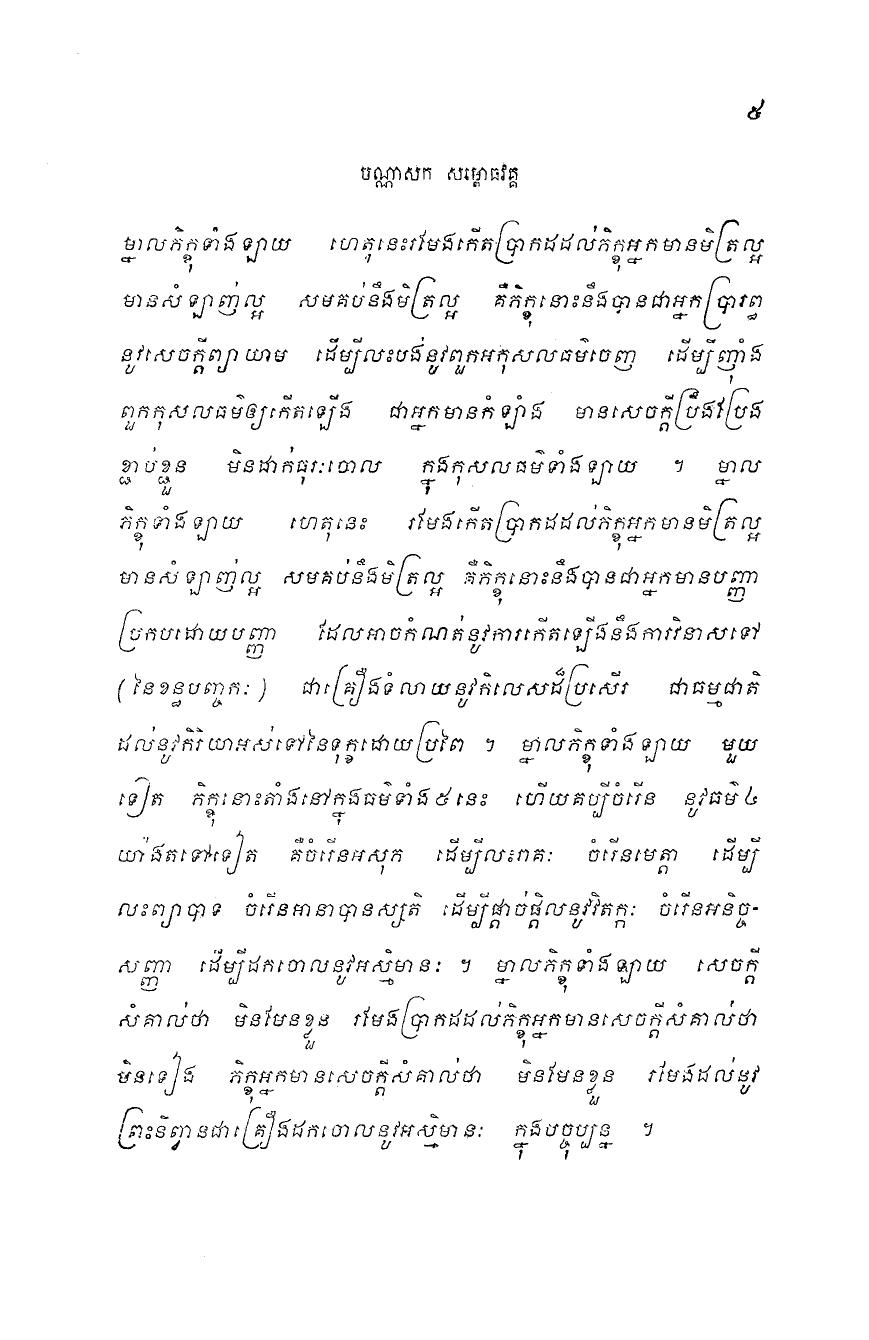 ៥
បណ្ណាសក សម្ពោធវគ្គ
ម្នាលភិក្ខុទាំងឡាយ ហេតុនេះរមែងកើតប្រាកដដល់ភិក្ខុអ្នកមានមិត្រល្អ
មានសំឡាញ់ល្អ សមគប់នឹងមិត្រល្អ គឺភិក្ខុនោះនឹងបានជាអ្នកប្រារព្ធ
នូវសេចក្តីព្យាយាម ដើម្បីលះបង់នូវពួកអកុសលធម៌ចេញ ដើម្បីញុំាង
ពួកកុសលធម៌ឲ្យកើតឡើង ជាអ្នកមានកំឡាំង មានសេចក្តីប្រឹងប្រែង
ខ្ជាប់ខ្ជួន មិនដាក់ធុរៈចោល ក្នុងកុសលធម៌ទាំងឡាយ ។ ម្នាល
ភិក្ខុទាំងឡាយ ហេតុនេះ រមែងកើតប្រាកដដល់ភិក្ខុអ្នកមានមិត្រល្អ
មានសំឡាញ់ល្អ សមគប់នឹងមិត្រល្អ គឺភិក្ខុនោះនឹងបានជាអ្នកមានបញ្ញា
ប្រកបដោយបញ្ញា ដែលអាចកំណត់នូវការកើតឡើងនឹងការវិនាសទៅ
(នៃខន្ធបញ្ចកៈ) ជាគ្រឿងទំលាយនូវកិលេសដ៏ប្រសើរ ជាធម្មជាតិ
ដល់នូវកិរិយាអស់ទៅនៃទុក្ខដោយប្រពៃ ។ ម្នាលភិក្ខុទាំងឡាយ មួយ
ទៀត ភិក្ខុនោះតាំងនៅក្នុងធម៌ទាំង៥នេះ ហើយគប្បីចំរើន នូវធម៌៤
យ៉ាងតទៅទៀត គឺចំរើនអសុភ ដើម្បីលះរាគៈ ចំរើនមេត្តា ដើម្បី
លះព្យាបាទ ចំរើនអានាបានស្សតិ ដើម្បីផ្តាច់ផ្តិលនូវវិតក្កៈ ចំរើនអនិច្ច-
សញ្ញា ដើម្បីដកចោលនូវអស្មិមានៈ ។ ម្នាលភិក្ខុទាំងឡាយ សេចក្តី
សំគាល់ថា មិនមែនខ្លួន រមែងប្រាកដដល់ភិក្ខុអ្នកមានសេចក្តីសំគាល់ថា
មិនទៀង ភិក្ខុអ្នកមានសេចក្តីសំគាល់ថា មិនមែនខ្លួន រមែងដល់នូវ
ព្រះនិព្វានជាគ្រឿងដកចោលនូវអស្មិមានៈ ក្នុងបច្ចុប្បន្ន ។